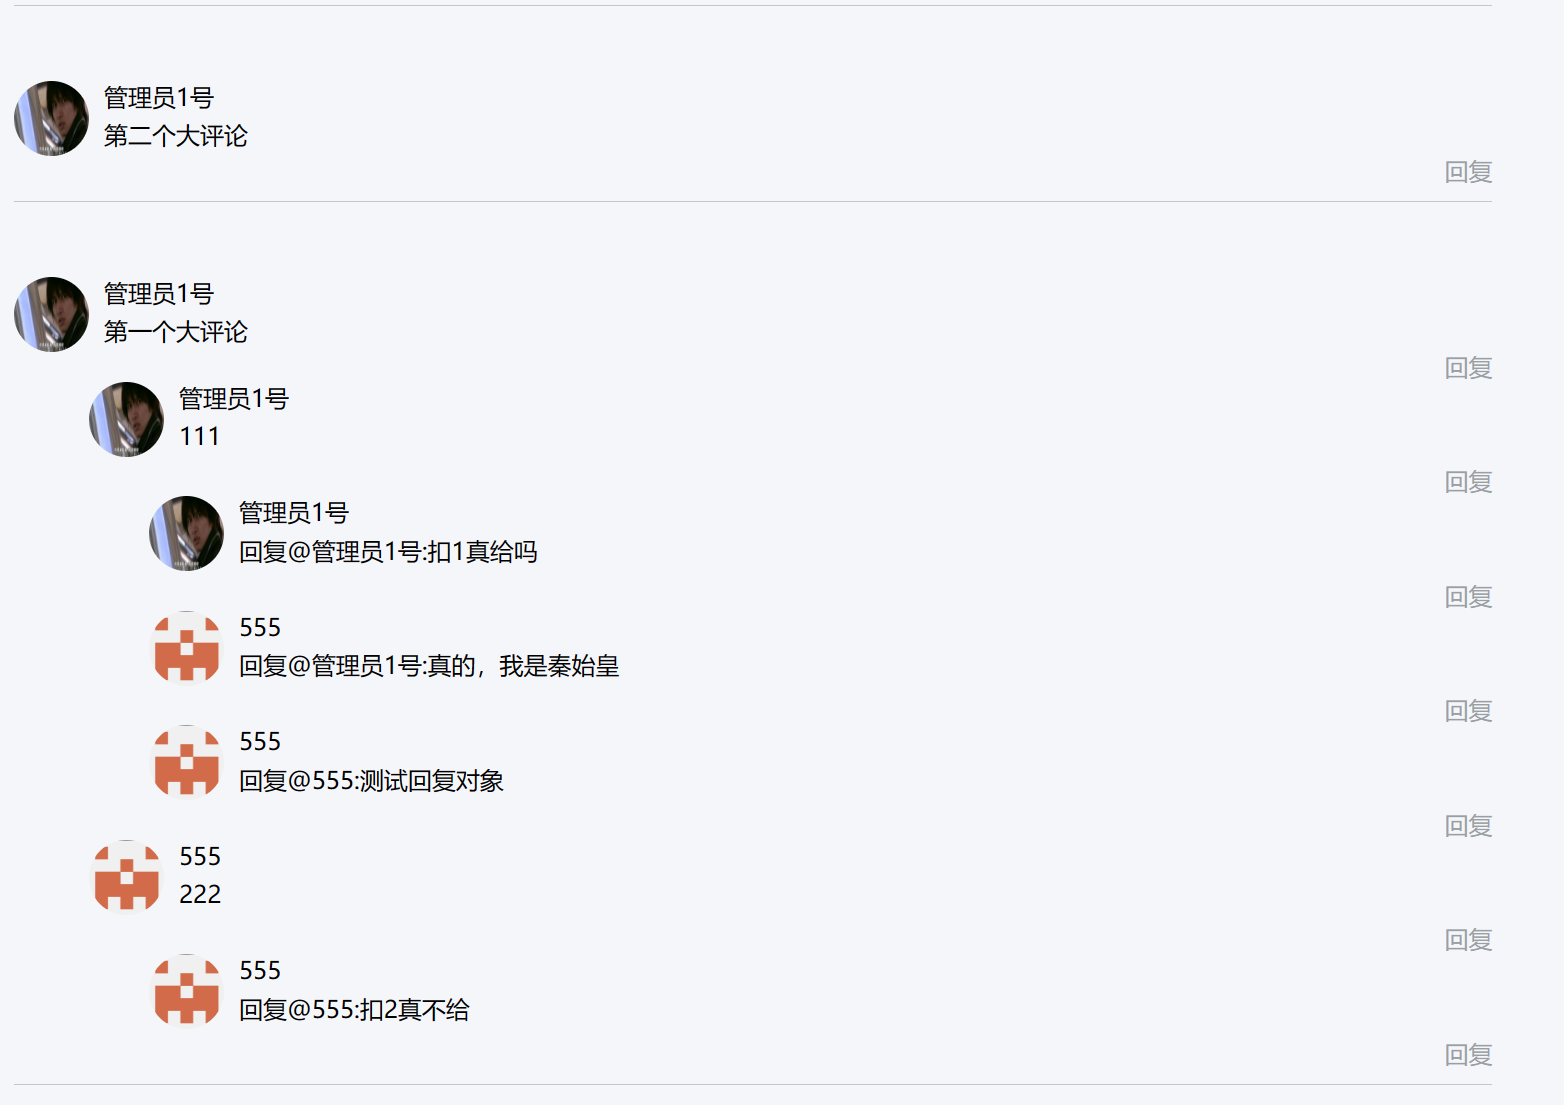 管理员1号
第二个大评论
回复
管理员1号
第一个大评论
回复
管理员1号
111
回复
管理员1号
回复@管理员1号:扣1真给吗
回复
555
回复@管理员1号:真的，我是秦始皇
回复
555
回复@555:测试回复对象
回复
555
222
回复
555
回复@555:扣2真不给
回复